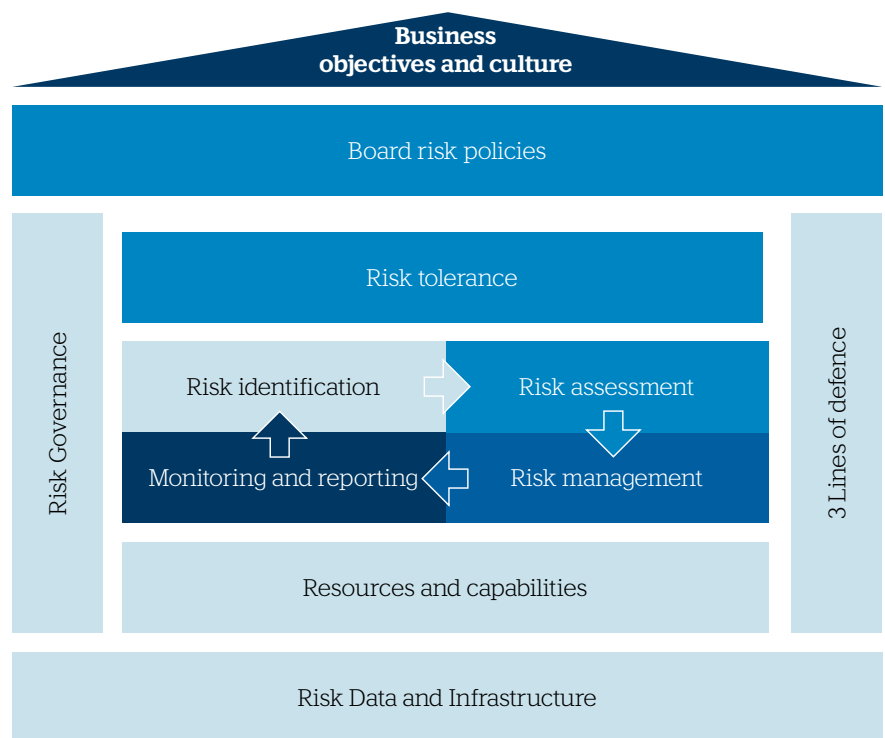 Business
objectives and culture
Board risk policies
Risk Governance
Risk tolerance
Risk identification
Risk assessment
Monitoring and reporting
Risk management
Resources and capabilities
3 Lines of defence
Risk Data and Infrastructure